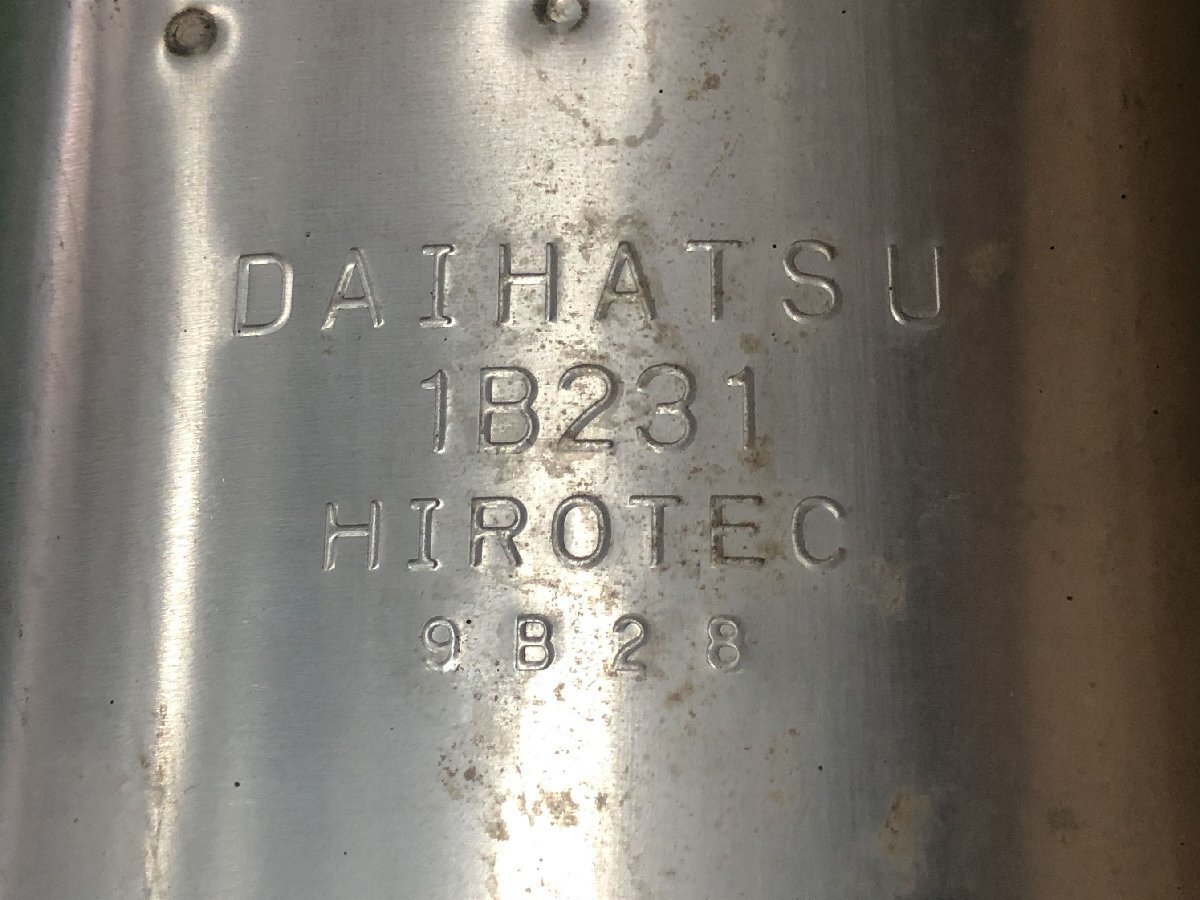 DAIHATSU
1B231
HIROTEC
9B28